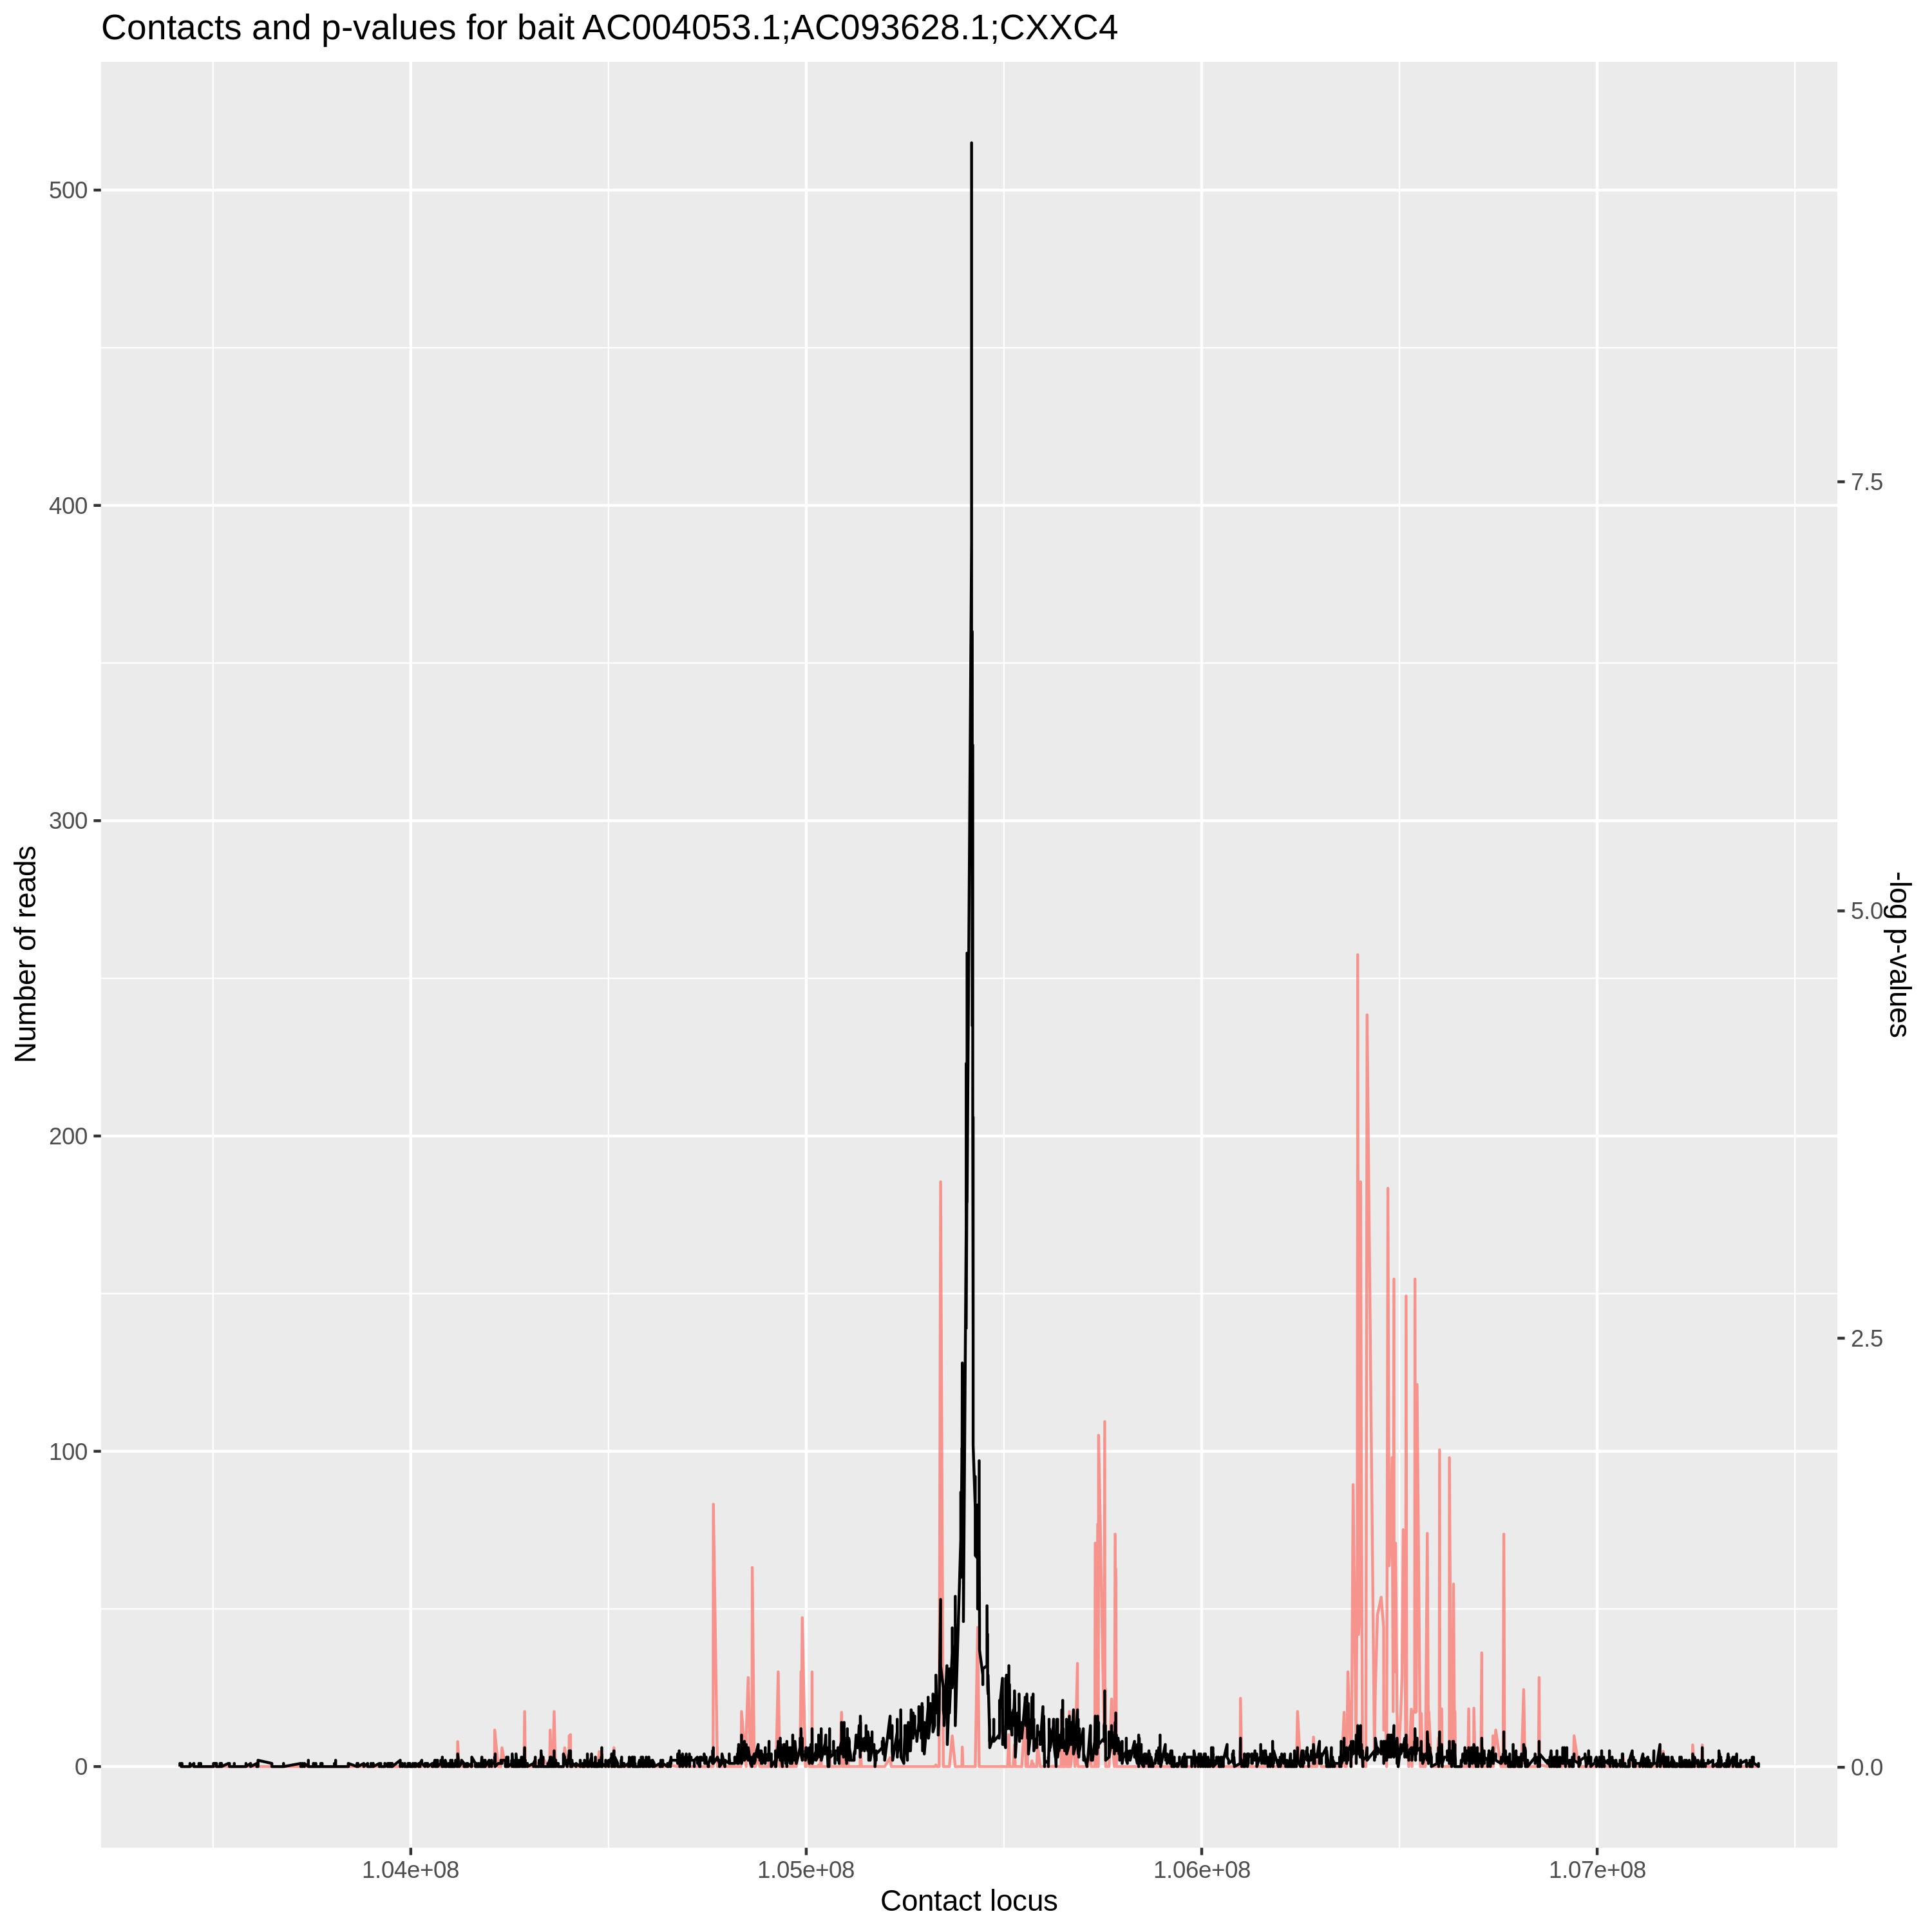 Contacts and p-values for bait AC004053.1;AC093628.1;CXXC4
500
400
300
200
100
0
Number of reads
7.5
5.0
2.5
0.0
-log p-values
1.04e+08 1.05e+08 1.06e+08 1.07e+08
Contact locus